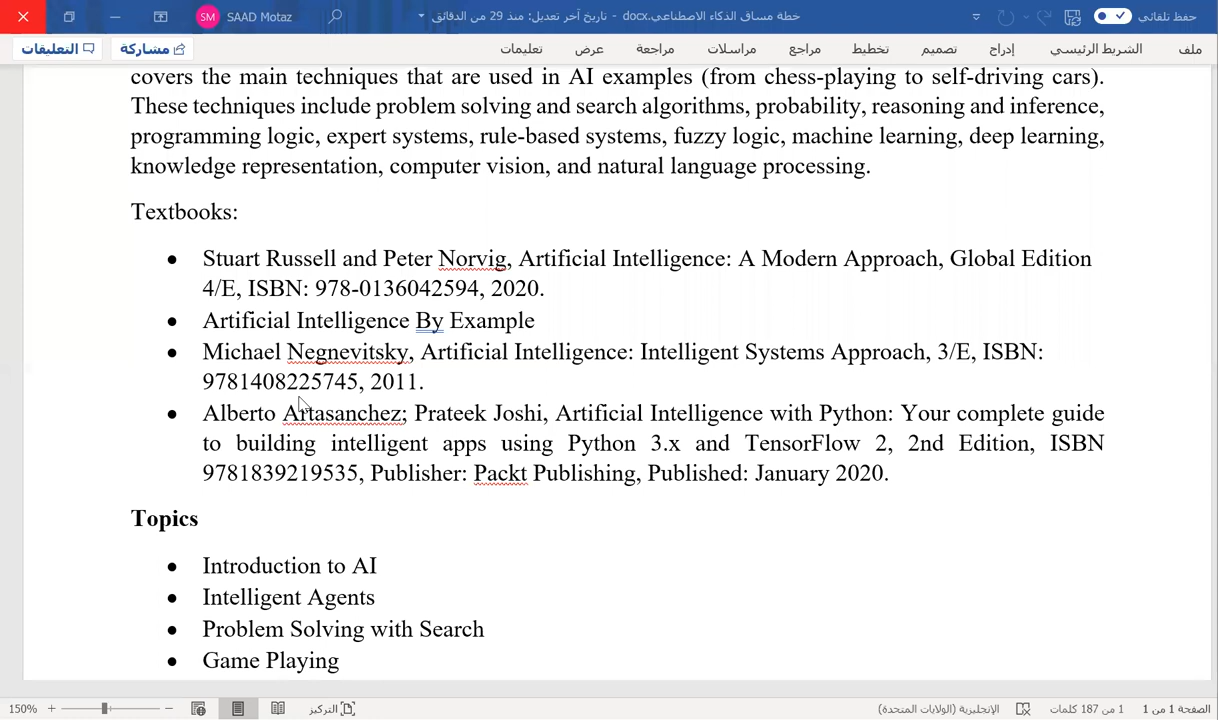 حفظ تلقائي
خطة مساق الذكاء الاصطناعي.docx - تاريخ آخر تعديل: منذ 29 من الدقائق
SAAD Motaz
SM
ملف
الشريط الرئيسي
إدراج
تصميم
تخطيط
مراجع
مراسلات
مراجعة
عرض
تعليمات
مشاركة
التعليقات
covers the main techniques that are used in AI examples (from chess-playing to self-driving cars).
These techniques include problem solving and search algorithms, probability, reasoning and inference,
programming logic, expert systems, rule-based systems, fuzzy logic, machine learning, deep learning,
knowledge representation, computer vision, and natural language processing.
Textbooks:
• Stuart Russell and Peter Norvig, Artificial Intelligence: A Modern Approach, Global Edition
4/E, ISBN: 978-0136042594, 2020.
• Artificial Intelligence By Example
• Michael Negnevitsky, Artificial Intelligence: Intelligent Systems Approach, 3/E, ISBN:
9781408225745, 2011.
• Alberto Artasanchez; Prateek Joshi, Artificial Intelligence with Python: Your complete guide
to building intelligent apps using Python 3.x and TensorFlow 2, 2nd Edition, ISBN
9781839219535, Publisher: Packt Publishing, Published: January 2020.
Topics
• Introduction to AI
• Intelligent Agents
• Problem Solving with Search
• Game Playing
الصفحة 1 من 1
1 من 187 كلمات
الإنجليزية (الولايات المتحدة)
التركيز
150%